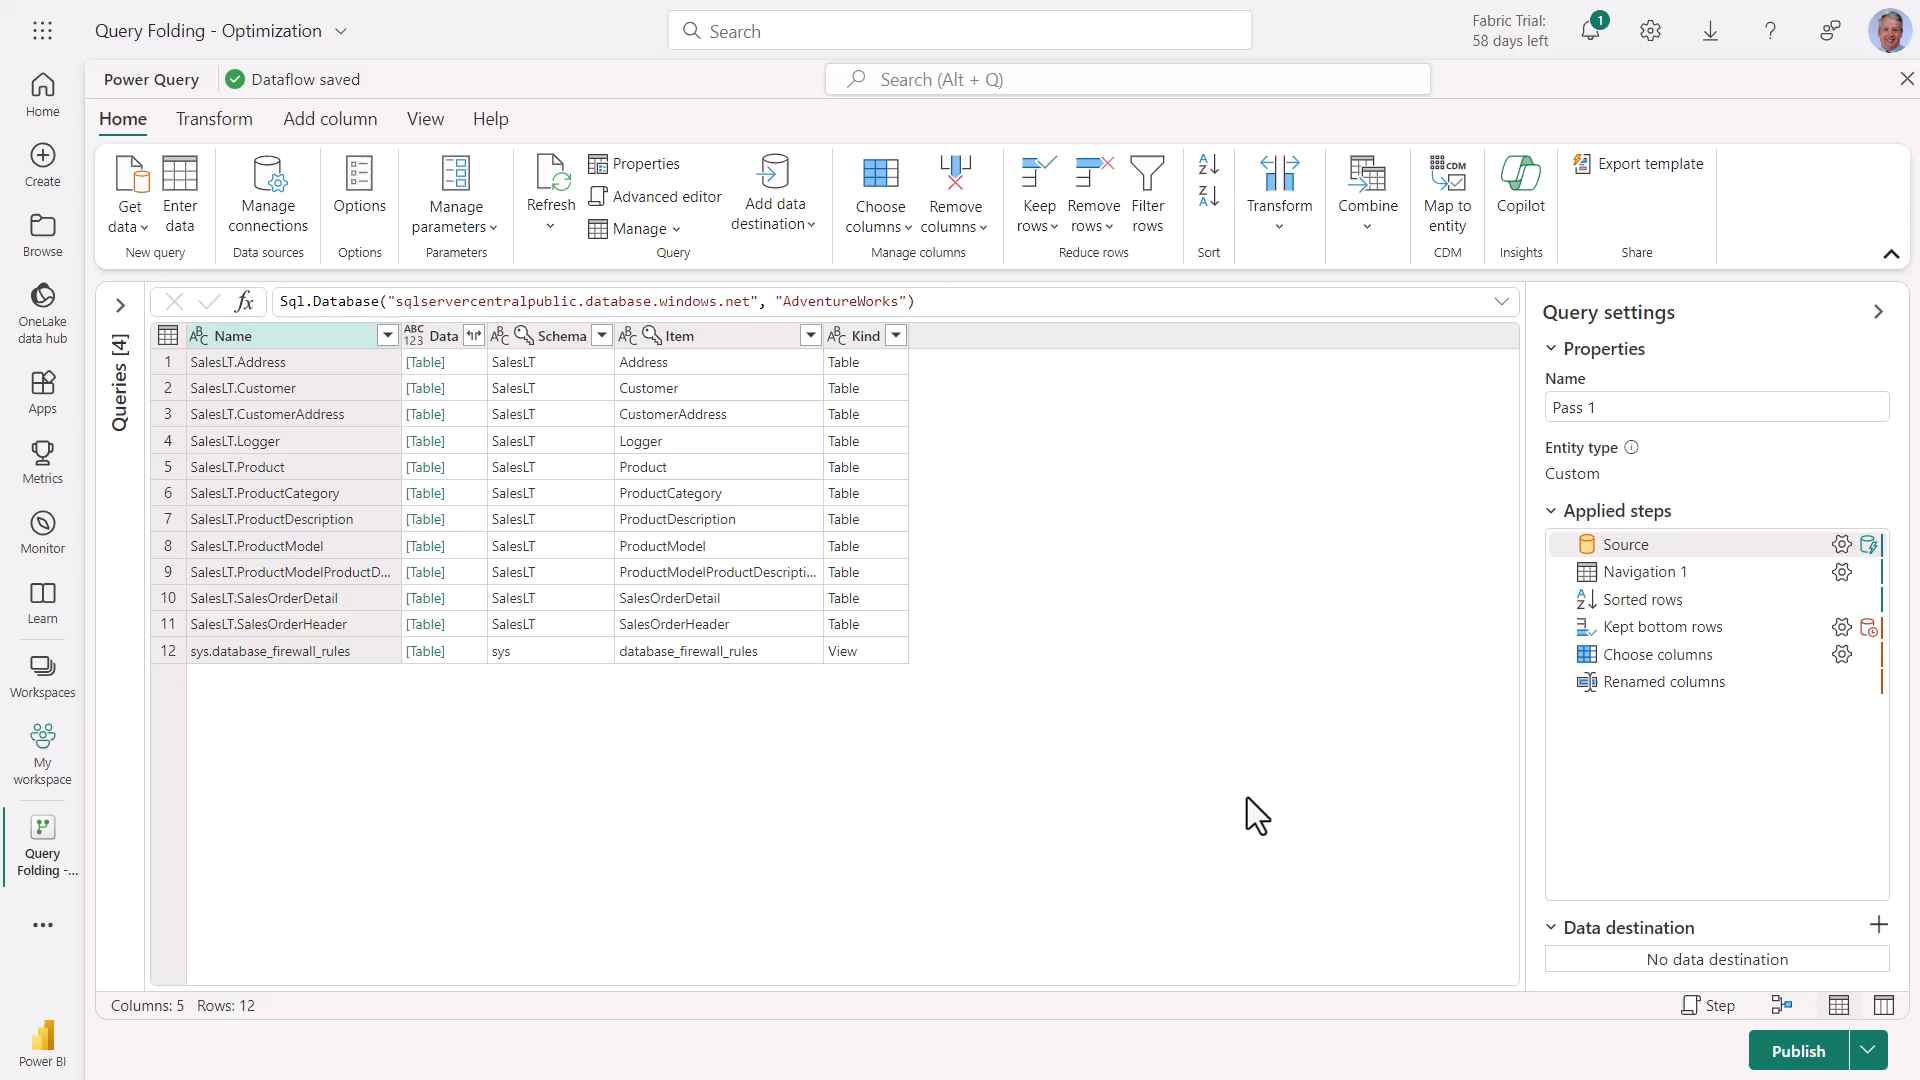 Query Folding - Optimization
Search
Fabric Trial:
58 days left
1
Home
Create
Browse
OneLake
data hub
Apps
Metrics
Monitor
Learn
Workspaces
My
workspace
Query
Folding -...
Power BI
Power Query
Dataflow saved
Search (Alt + Q)
Home
Transform
Add column
View
Help
Get
data
Enter
data
New query
Manage
connections
Data sources
Options
Options
Manage
parameters
Parameters
Refresh
Properties
Advanced editor
Manage
Add data
destination
Query
Choose
columns
Remove
columns
Manage columns
Keep
rows
Remove
rows
Filter
rows
Reduce rows
Sort
Transform
Combine
CDM
Map to
entity
CDM
Copilot
Insights
Export template
Share
Queries [4]
fx
Sql.Database("sqlservercentralpublic.database.windows.net", "AdventureWorks")
ABC Name ABC 123 Data ABC Schema ABC Item ABC Kind
1 SalesLT.Address [Table] SalesLT Address Table
2 SalesLT.Customer [Table] SalesLT Customer Table
3 SalesLT.CustomerAddress [Table] SalesLT CustomerAddress Table
4 SalesLT.Logger [Table] SalesLT Logger Table
5 SalesLT.Product [Table] SalesLT Product Table
6 SalesLT.ProductCategory [Table] SalesLT ProductCategory Table
7 SalesLT.ProductDescription [Table] SalesLT ProductDescription Table
8 SalesLT.ProductModel [Table] SalesLT ProductModel Table
9 SalesLT.ProductModelProductD... [Table] SalesLT ProductModelProductDescripti... Table
10 SalesLT.SalesOrderDetail [Table] SalesLT SalesOrderDetail Table
11 SalesLT.SalesOrderHeader [Table] SalesLT SalesOrderHeader Table
12 sys.database_firewall_rules [Table] sys database_firewall_rules View
Query settings
Properties
Name
Pass 1
Entity type
Custom
Applied steps
Source
Navigation 1
Sorted rows
Kept bottom rows
Choose columns
Renamed columns
Data destination
No data destination
Columns: 5 Rows: 12
Step
Publish